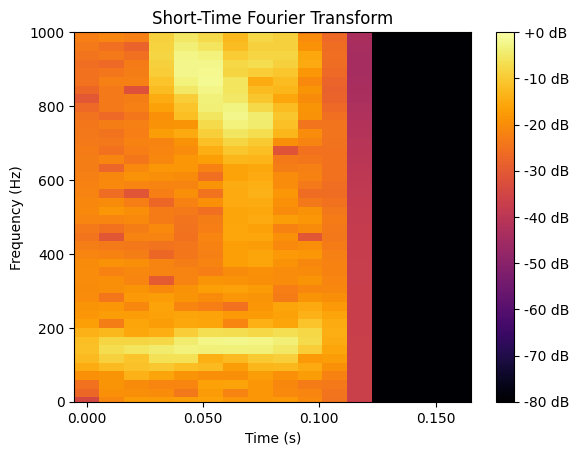 Short-Time Fourier Transform
Frequency (Hz)
1000
800
600
400
200
0
0.000
0.050
0.100
0.150
Time (s)
+0 dB
-10 dB
-20 dB
-30 dB
-40 dB
-50 dB
-60 dB
-70 dB
-80 dB